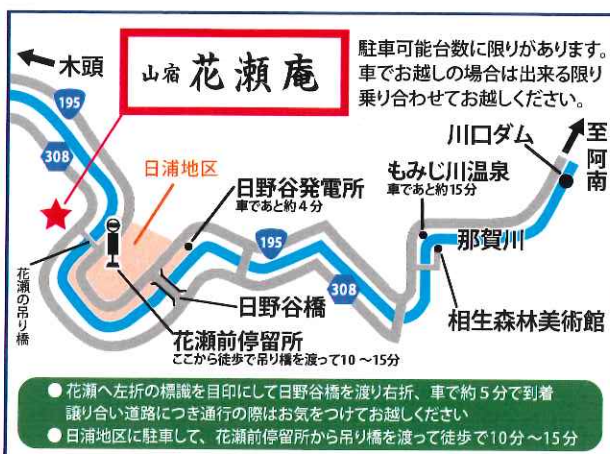 木頭
山宿 花瀬庵
駐車可能台数に限りがあります。
車でお越しの場合は出来る限り
乗り合わせてお越しください。
195
308
日浦地区
日野谷発電所
車であと約4分
もみじ川温泉
車であと約15分
川口ダム
至阿南
195
308
那賀川
花瀬の吊り橋
日野谷橋
相生森林美術館
花瀬前停留所
ここから徒歩で吊り橋を渡って10~15分
●花瀬へ左折の標識を目印にして日野谷橋を渡り右折、車で約5分で到着
譲り合い道路につき通行の際はお気をつけてお越しください
●日浦地区に駐車して、花瀬前停留所から吊り橋を渡って徒歩で10分~15分